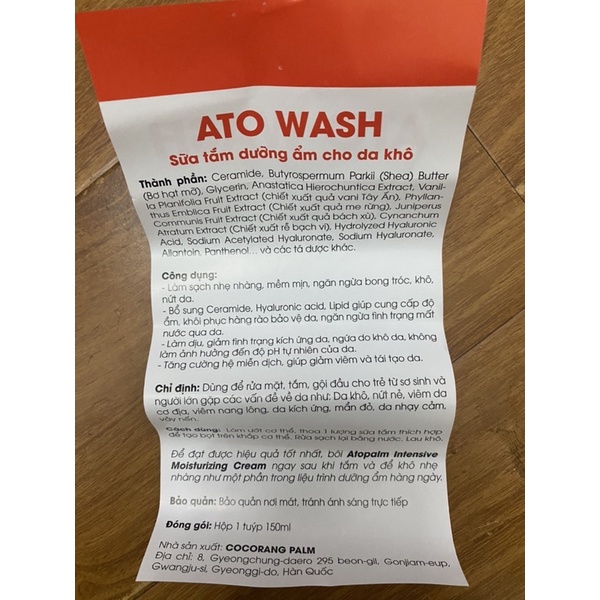 ATO WASH
Sữa tắm dưỡng ẩm cho da khô
Thành phần: Ceramide, Butyrospermum Parkii (Shea) Butter
(Bơ hạt mỡ), Glycerin, Anastatica Hierochuntica Extract, Vanil-
la Planifolia Fruit Extract (Chiết xuất quả vani Tây Ấn), Phyllan-
thus Emblica Fruit Extract (Chiết xuất quả me rừng), Juniperus
Communis Fruit Extract (Chiết xuất quả bách xù), Cynanchum
Atratum Extract (Chiết xuất rễ bạch vi), Hydrolyzed Hyaluronic
Acid, Sodium Acetylated Hyaluronate, Sodium Hyaluronate,
Allantoin, Panthenol... và các tá dược khác.
Công dụng:
- Làm sạch nhẹ nhàng, mềm mịn, ngăn ngừa bong tróc, khô,
nứt da.
- Bổ sung Ceramide, Hyaluronic acid, Lipid giúp cung cấp độ
ẩm, khôi phục hàng rào bảo vệ da, ngăn ngừa tình trạng mất
nước qua da.
- Làm dịu, giảm tình trạng kích ứng da, ngứa do khô da, không
làm ảnh hưởng đến độ pH tự nhiên của da.
- Tăng cường hệ miễn dịch, giúp giảm viêm và tái tạo da.
Chỉ định: Dùng để rửa mặt, tắm, gội đầu cho trẻ từ sơ sinh và
người lớn gặp các vấn đề về da như: Da khô, nứt nẻ, viêm da
cơ địa, viêm nang lông, da kích ứng, mẩn đỏ, da nhạy cảm,
vảy nến.
Cách dùng: Làm ướt cơ thể, thoa 1 lượng sữa tắm thích hợp
để tạo bọt trên khắp cơ thể. Rửa sạch lại bằng nước. Lau khô.
Để đạt được hiệu quả tốt nhất, bôi Atopalm Intensive
Moisturizing Cream ngay sau khi tắm và để khô nhẹ
nhàng như một phần trong liệu trình dưỡng ẩm hàng ngày.
Bảo quản: Bảo quản nơi mát, tránh ánh sáng trực tiếp
Đóng gói: Hộp 1 tuýp 150ml
Nhà sản xuất: COCORANG PALM
Địa chỉ: 8, Gyeongchung-daero 295 beon-gil, Gonjiam-eup,
Gwangju-si, Gyeonggi-do, Hàn Quốc